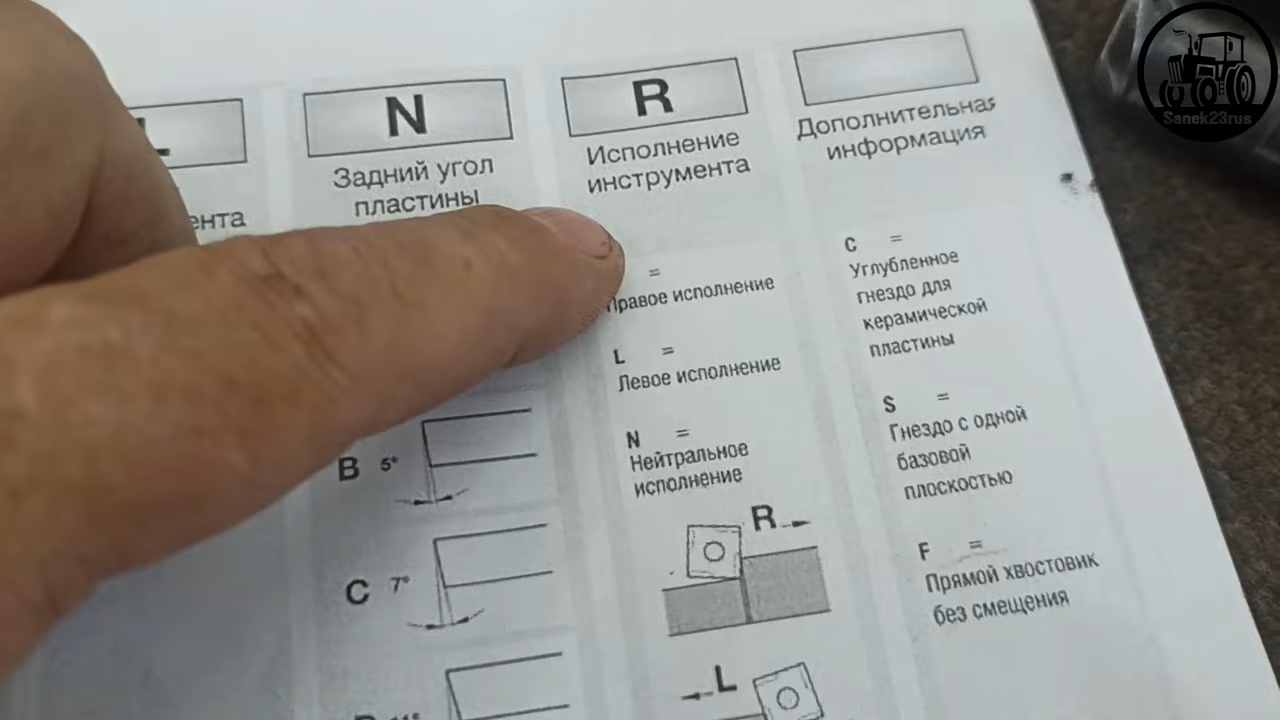 L
ента
N
Задний угол
пластины
B 5°
C 7°
R
Исполнение
инструмента
=
Правое исполнение
L =
Левое исполнение
N =
Нейтральное
исполнение
R
L
Дополнительная
информация
C =
Углубленное
гнездо для
керамической
пластины
S =
Гнездо с одной
базовой
плоскостью
F =
Прямой хвостовик
без смещения
Sanek23rus